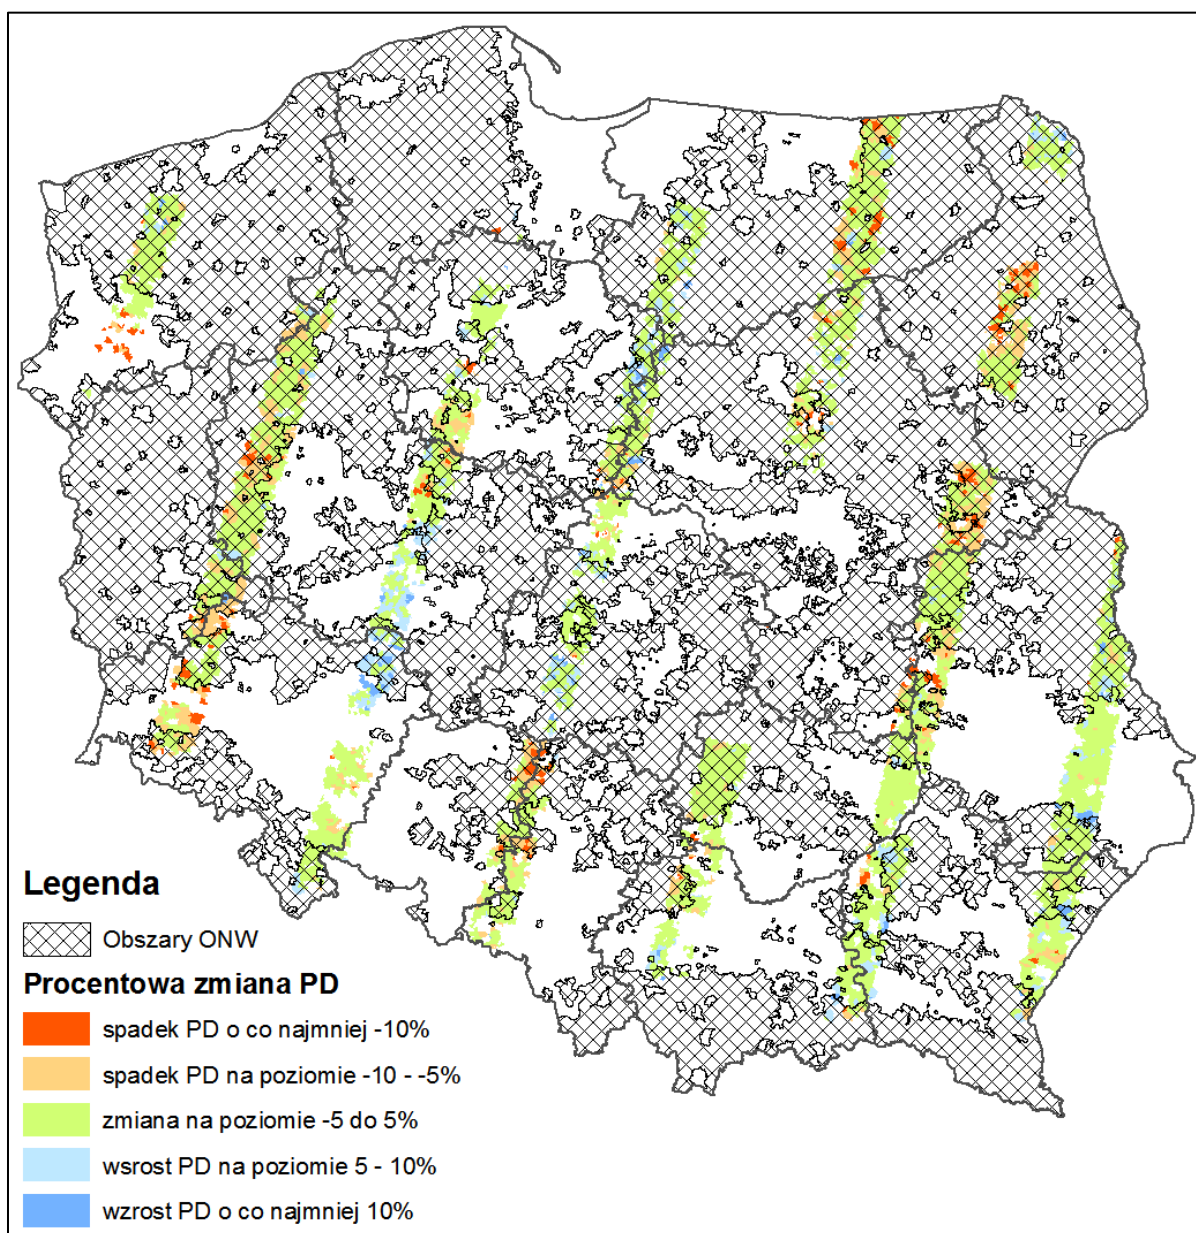 Legenda
Obszary ONW
Procentowa zmiana PD
spadek PD o co najmniej -10%
spadek PD na poziomie -10 - -5%
zmiana na poziomie -5 do 5%
wsrost PD na poziomie 5 - 10%
wzrost PD o co najmniej 10%